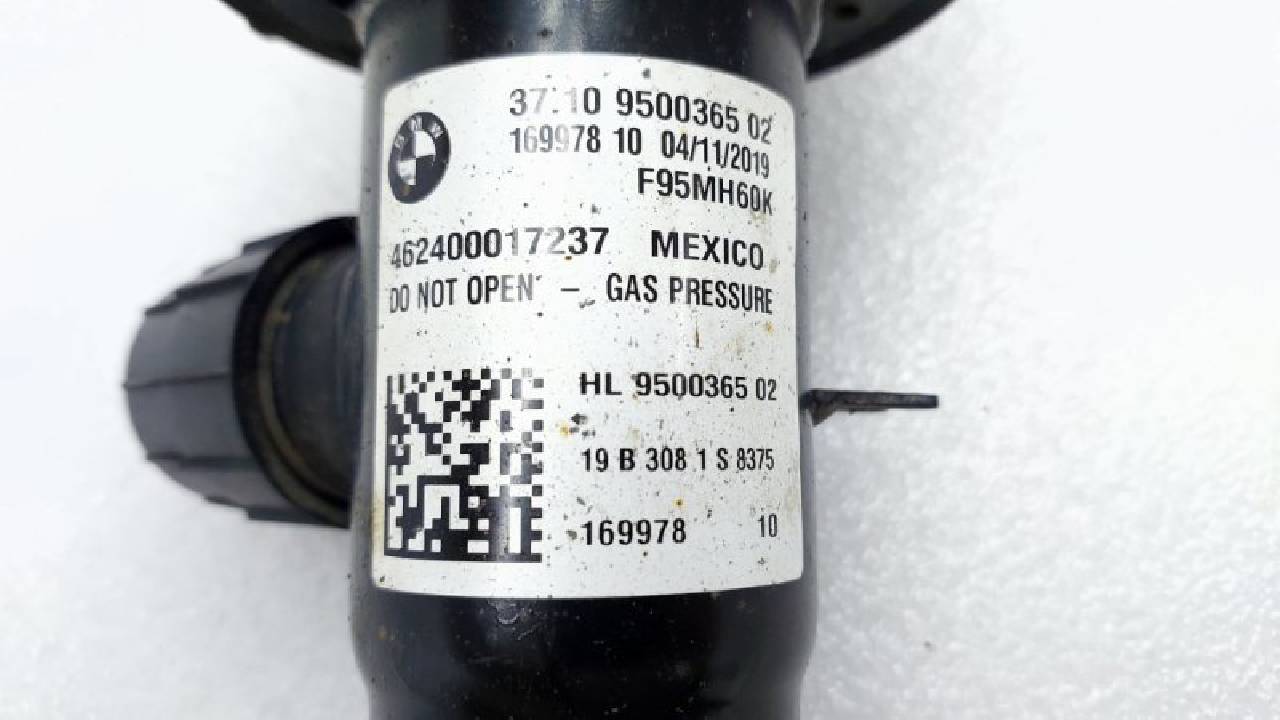 BMW
37.10 9500365 02
169978 10 04/11/2019
F95MH60K
462400017237 MEXICO
DO NOT OPEN - GAS PRESSURE
HL 9500365 02
19 B 308 1 S 8375
169978 10